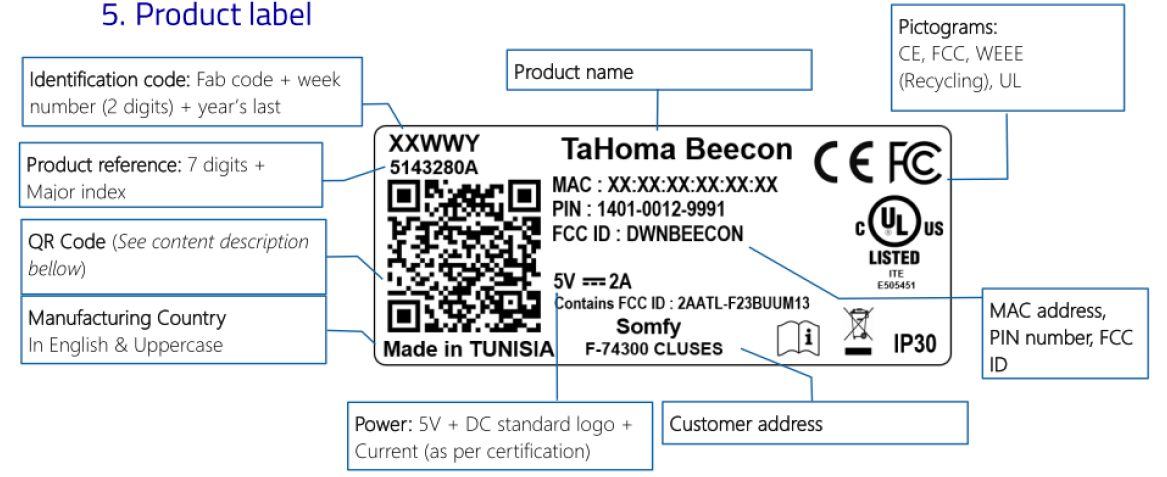 5. Product label
Identification code: Fab code + week
number (2 digits) + year's last
Product reference: 7 digits +
Major index
QR Code (See content description
bellow)
Manufacturing Country
In English & Uppercase
Product name
Pictograms:
CE, FCC, WEEE
(Recycling), UL
XXWWY
5143280A
Made in TUNISIA
TaHoma Beecon
MAC : XX:XX:XX:XX:XX:XX
PIN : 1401-0012-9991
FCC ID : DWNBEECON
5V 2A
Contains FCC ID : 2AATL-F23BUUM13
Somfy
F-74300 CLUSES
CE FC
C UL US
LISTED
ITE
E505451
i
IP30
MAC address,
PIN number, FCC
ID
Power: 5V + DC standard logo +
Current (as per certification)
Customer address